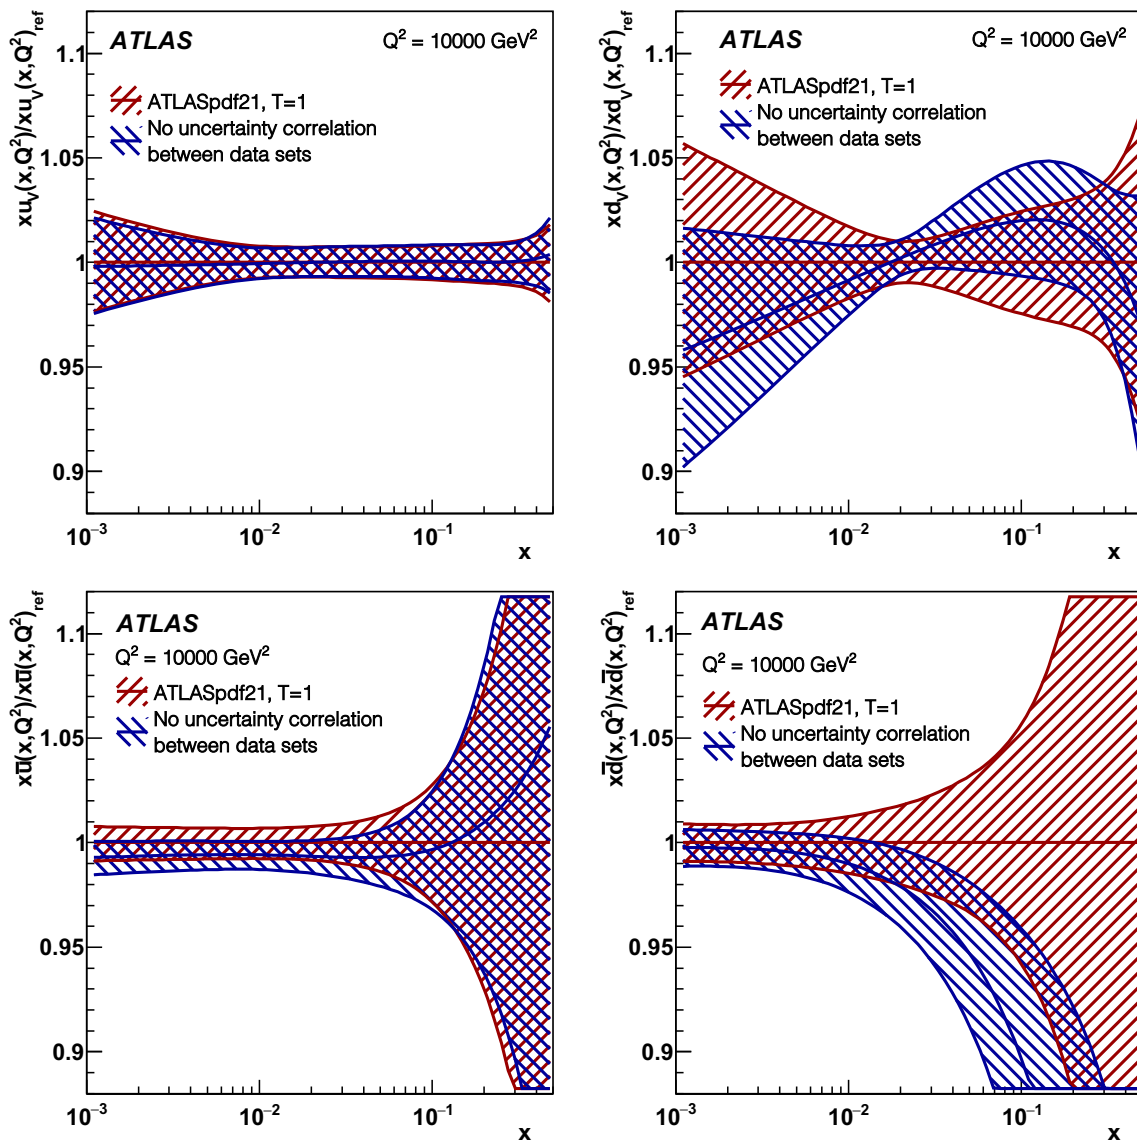 xu_V(x,Q²)/xu_V(x,Q²)_ref
1.1
1.05
1
0.95
0.9
ATLAS
Q² = 10000 GeV²
ATLASpdf21, T=1
No uncertainty correlation
between data sets
10⁻³
10⁻²
10⁻¹
x
xd_V(x,Q²)/xd_V(x,Q²)_ref
1.1
1.05
1
0.95
0.9
ATLAS
Q² = 10000 GeV²
ATLASpdf21, T=1
No uncertainty correlation
between data sets
10⁻³
10⁻²
10⁻¹
x
xu̅(x,Q²)/xu̅(x,Q²)_ref
1.1
1.05
1
0.95
0.9
ATLAS
Q² = 10000 GeV²
ATLASpdf21, T=1
No uncertainty correlation
between data sets
10⁻³
10⁻²
10⁻¹
x
xd̅(x,Q²)/xd̅(x,Q²)_ref
1.1
1.05
1
0.95
0.9
ATLAS
Q² = 10000 GeV²
ATLASpdf21, T=1
No uncertainty correlation
between data sets
10⁻³
10⁻²
10⁻¹
x